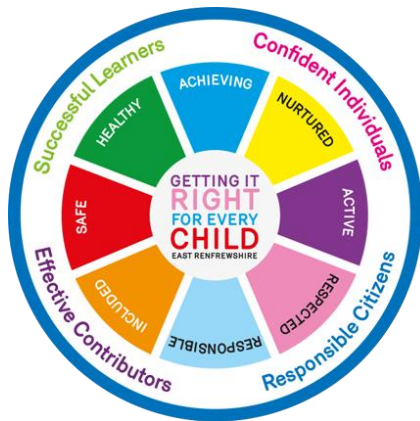 Successful Learners
Confident Individuals
ACHIEVING
NURTURED
ACTIVE
RESPECTED
RESPONSIBLE
INCLUDED
SAFE
HEALTHY
GETTING IT
RIGHT
FOR EVERY
CHILD
EAST RENFREWSHIRE
Effective Contributors
Responsible Citizens